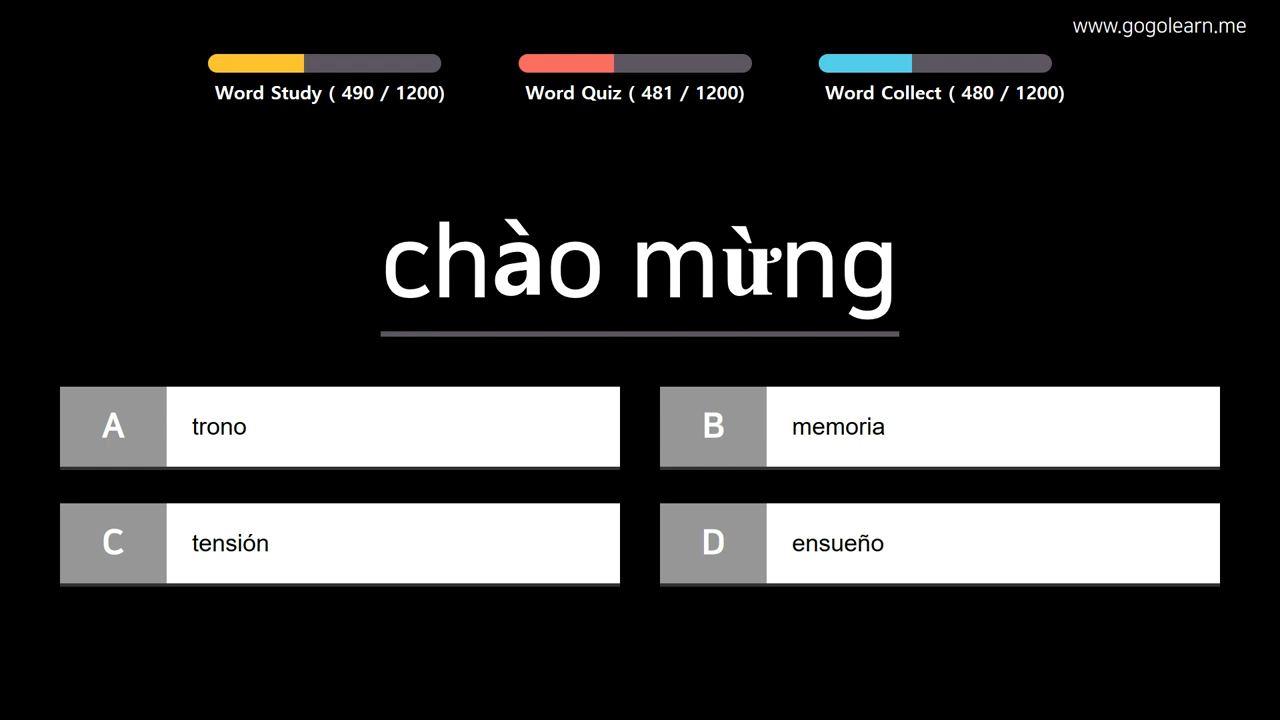 www.gogolearn.me
Word Study ( 490 / 1200)
Word Quiz ( 481 / 1200)
Word Collect ( 480 / 1200)
chào mừng
A trono
B memoria
C tensión
D ensueño